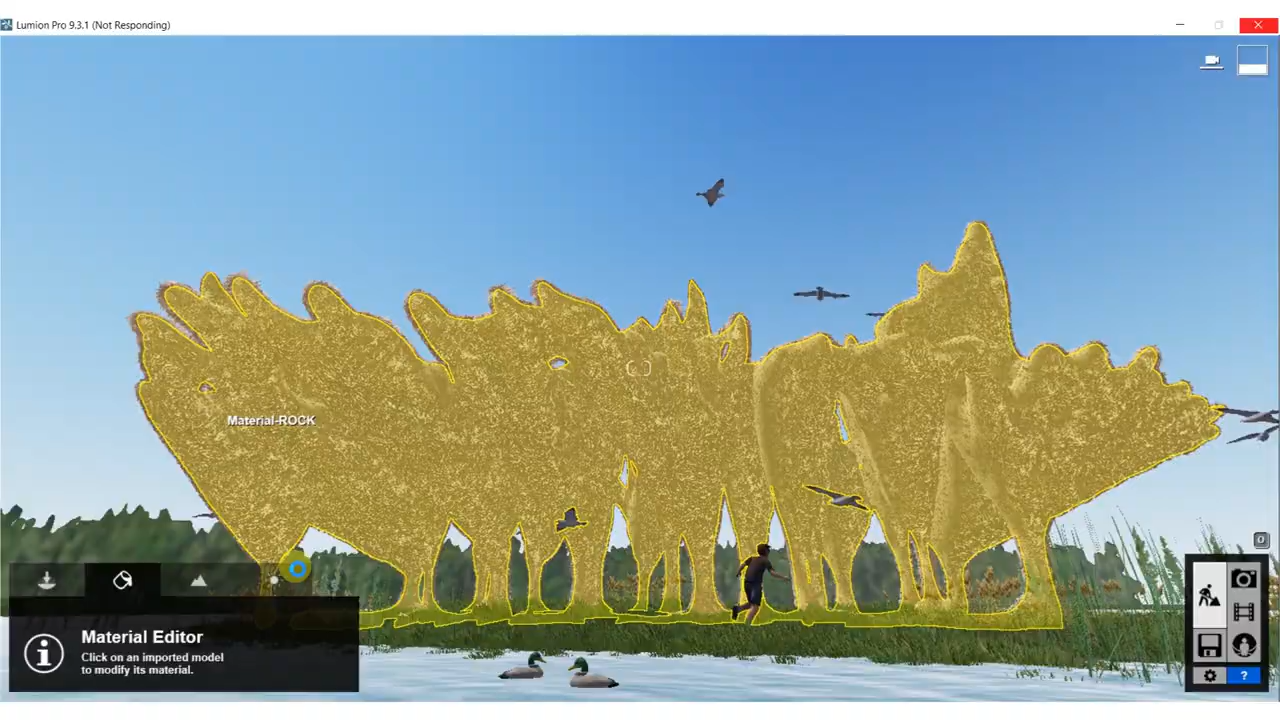 Lumion Pro 9.3.1 (Not Responding)
Material-ROCK
Material Editor
Click on an imported model
to modify its material.
?